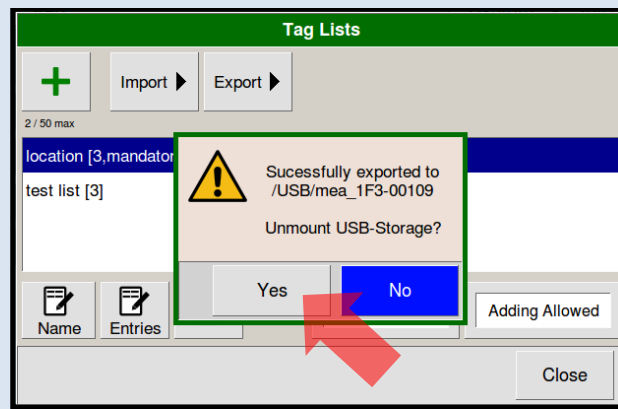 Tag Lists
Import
Export
2 / 50 max
location [3,mandator
test list [3]
Sucessfully exported to
/USB/mea_1F3-00109
Unmount USB-Storage?
Yes
No
Name
Entries
Adding Allowed
Close